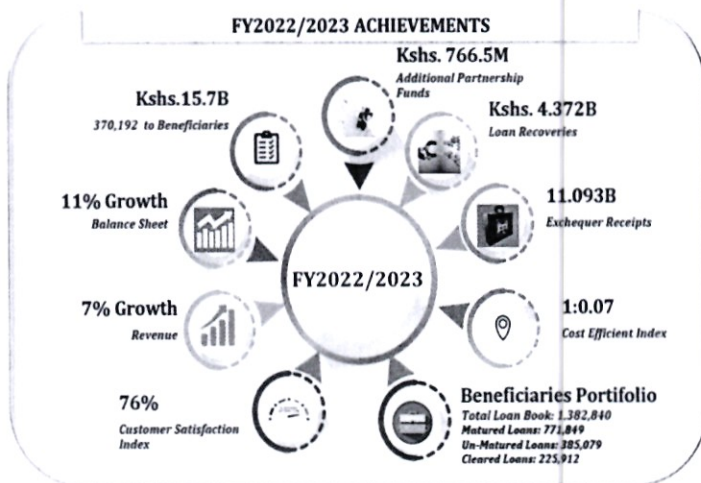 FY2022/2023 ACHIEVEMENTS
Kshs. 766.5M
Additional Partnership
Funds
Kshs.15.7B
370,192 to Beneficiaries
Kshs. 4.372B
Loan Recoveries
11% Growth
Balance Sheet
11.093B
Exchequer Receipts
FY2022/2023
7% Growth
Revenue
1:0.07
Cost Efficient Index
76%
Customer Satisfaction
Index
Beneficiaries Portifolio
Total Loan Book: 1,382,840
Matured Loans: 771,849
Un-Matured Loans: 385,079
Cleared Loans: 225,912